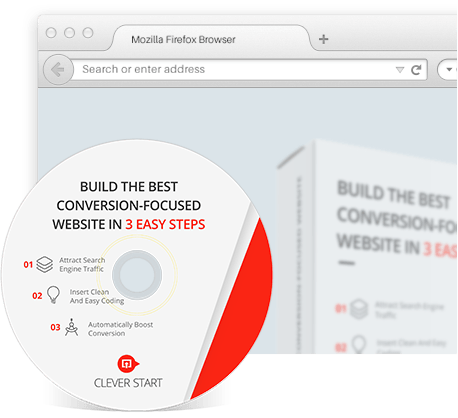 Mozilla Firefox Browser
Search or enter address
BUILD THE BEST
CONVERSION-FOCUSED
WEBSITE IN 3 EASY STEPS
01 Attract Search
Engine Traffic
02 Insert Clean
And Easy Coding
03 Automatically Boost
Conversion
CLEVER START
BUILD THE BEST
CONVERSION-FOCU
WEBSITE IN 3 EAS
01 Attract Search Engine
Traffic
02 Insert Clean And Easy
Coding